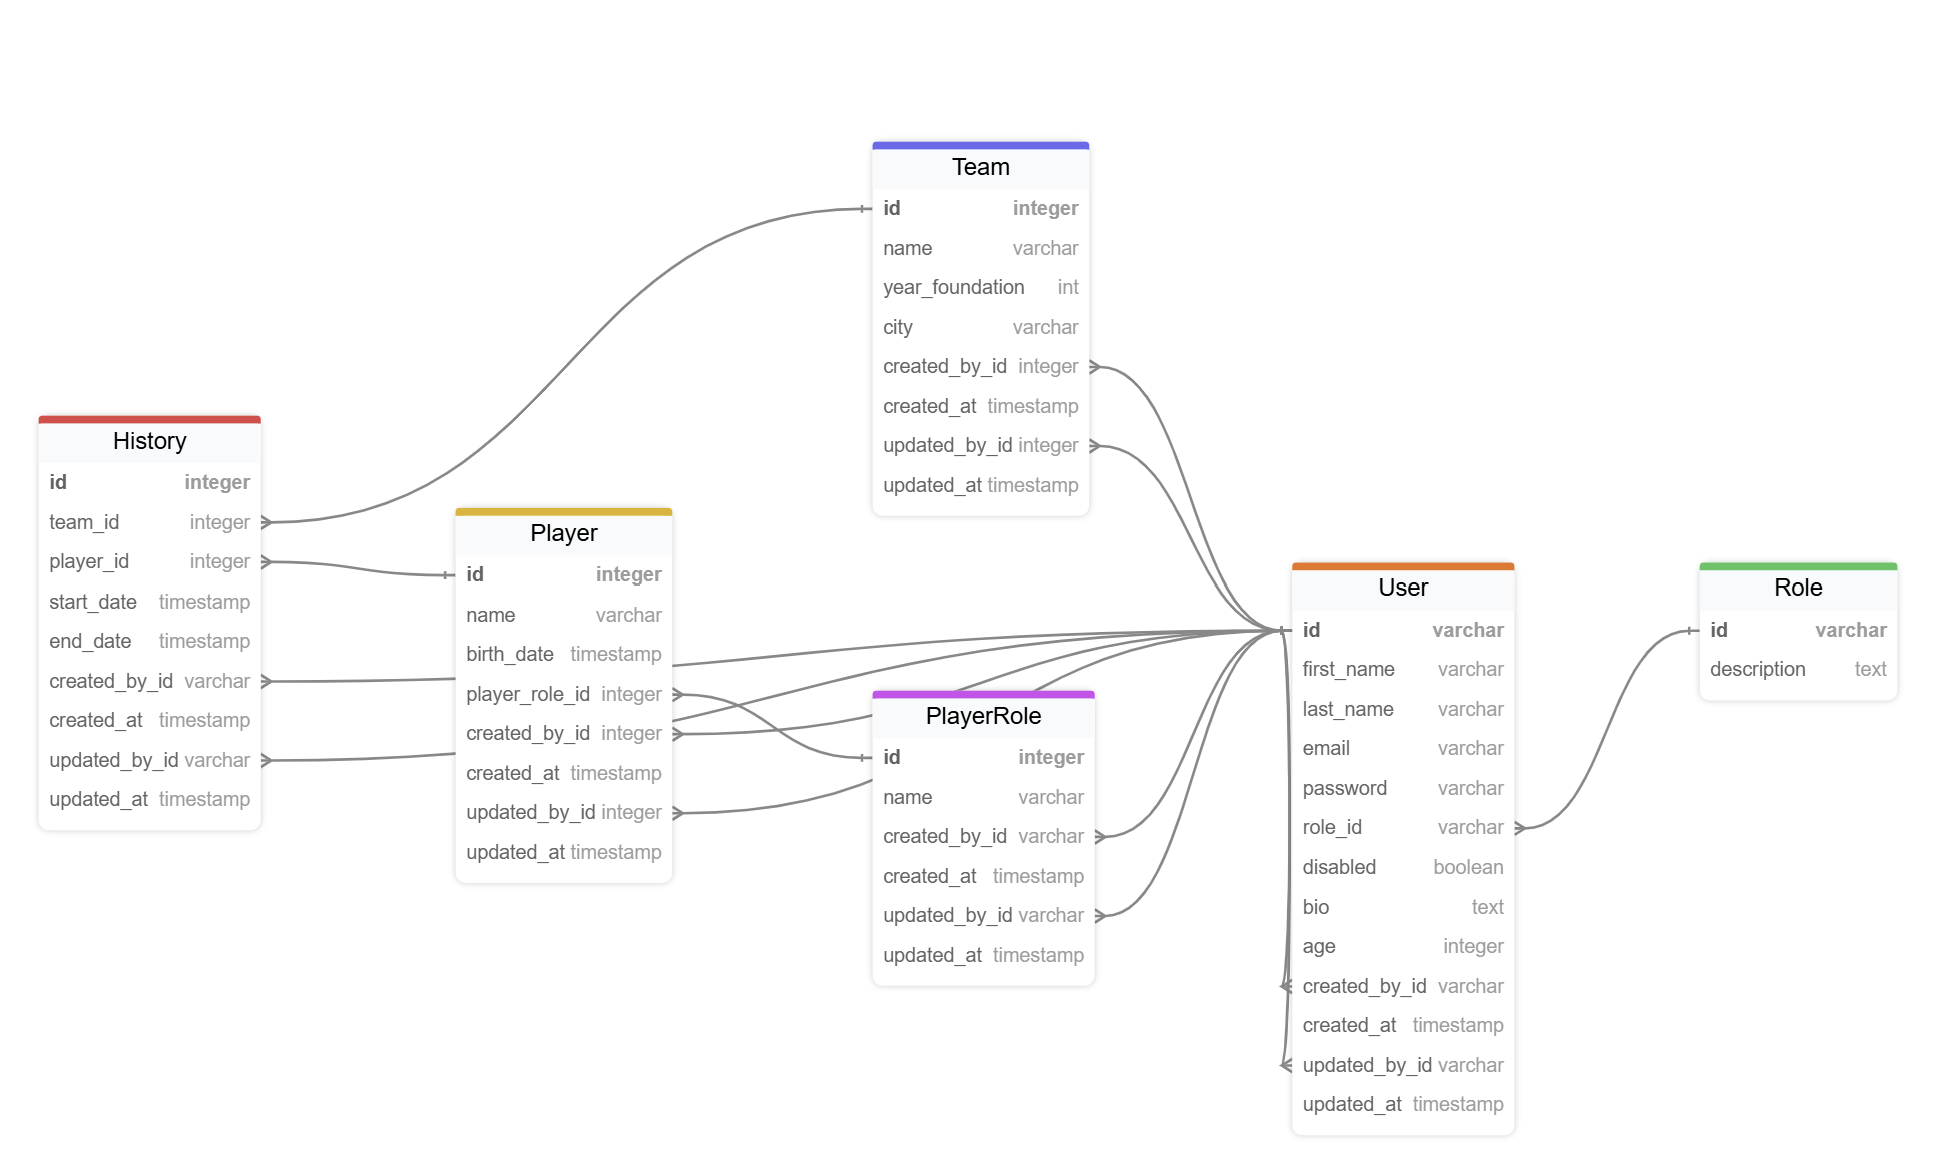 Team
id integer
name varchar
year_foundation int
city varchar
created_by_id integer
created_at timestamp
updated_by_id integer
updated_at timestamp
History
id integer
team_id integer
player_id integer
start_date timestamp
end_date timestamp
created_by_id varchar
created_at timestamp
updated_by_id varchar
updated_at timestamp
Player
id integer
name varchar
birth_date timestamp
player_role_id integer
created_by_id integer
created_at timestamp
updated_by_id integer
updated_at timestamp
PlayerRole
id integer
name varchar
created_by_id varchar
created_at timestamp
updated_by_id varchar
updated_at timestamp
User
id varchar
first_name varchar
last_name varchar
email varchar
password varchar
role_id varchar
disabled boolean
bio text
age integer
created_by_id varchar
created_at timestamp
updated_by_id varchar
updated_at timestamp
Role
id varchar
description text